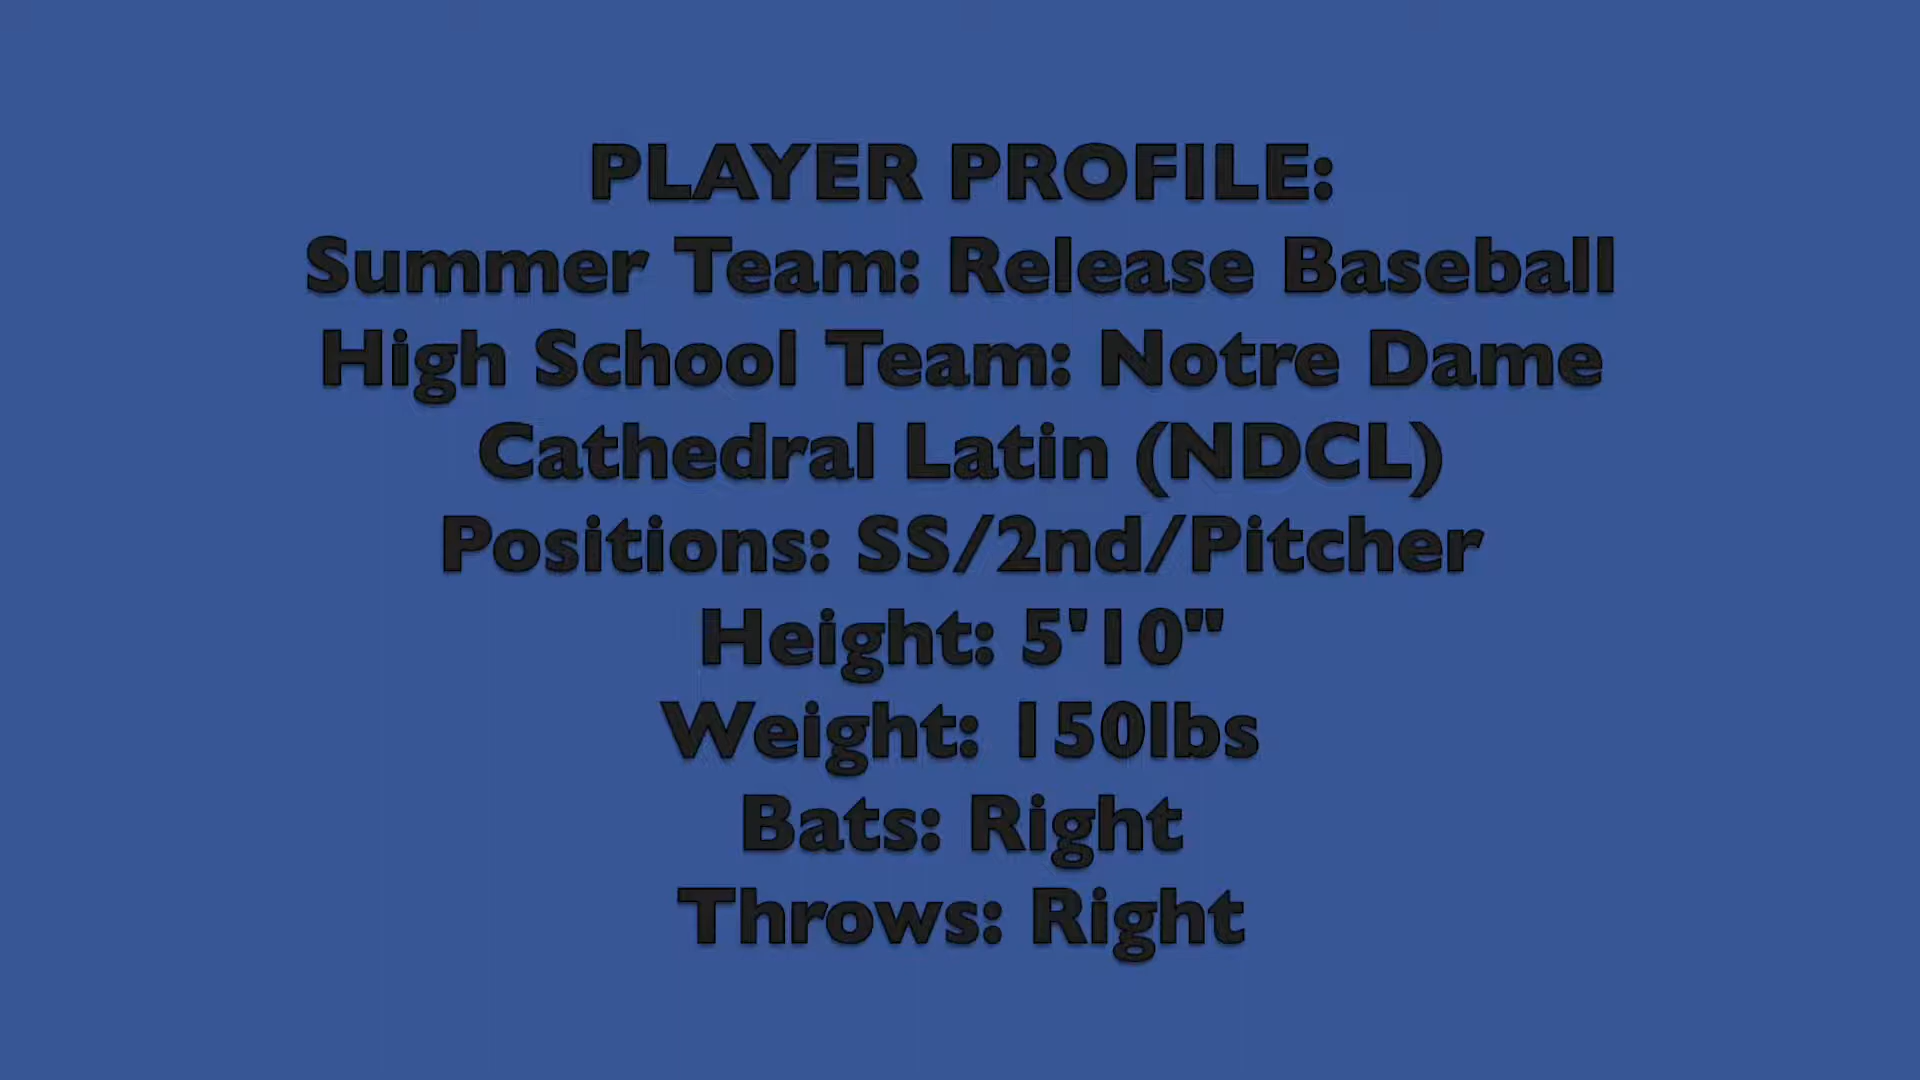 PLAYER PROFILE:
Summer Team: Release Baseball
High School Team: Notre Dame
Cathedral Latin (NDCL)
Positions: SS/2nd/Pitcher
Height: 5'10"
Weight: 150lbs
Bats: Right
Throws: Right